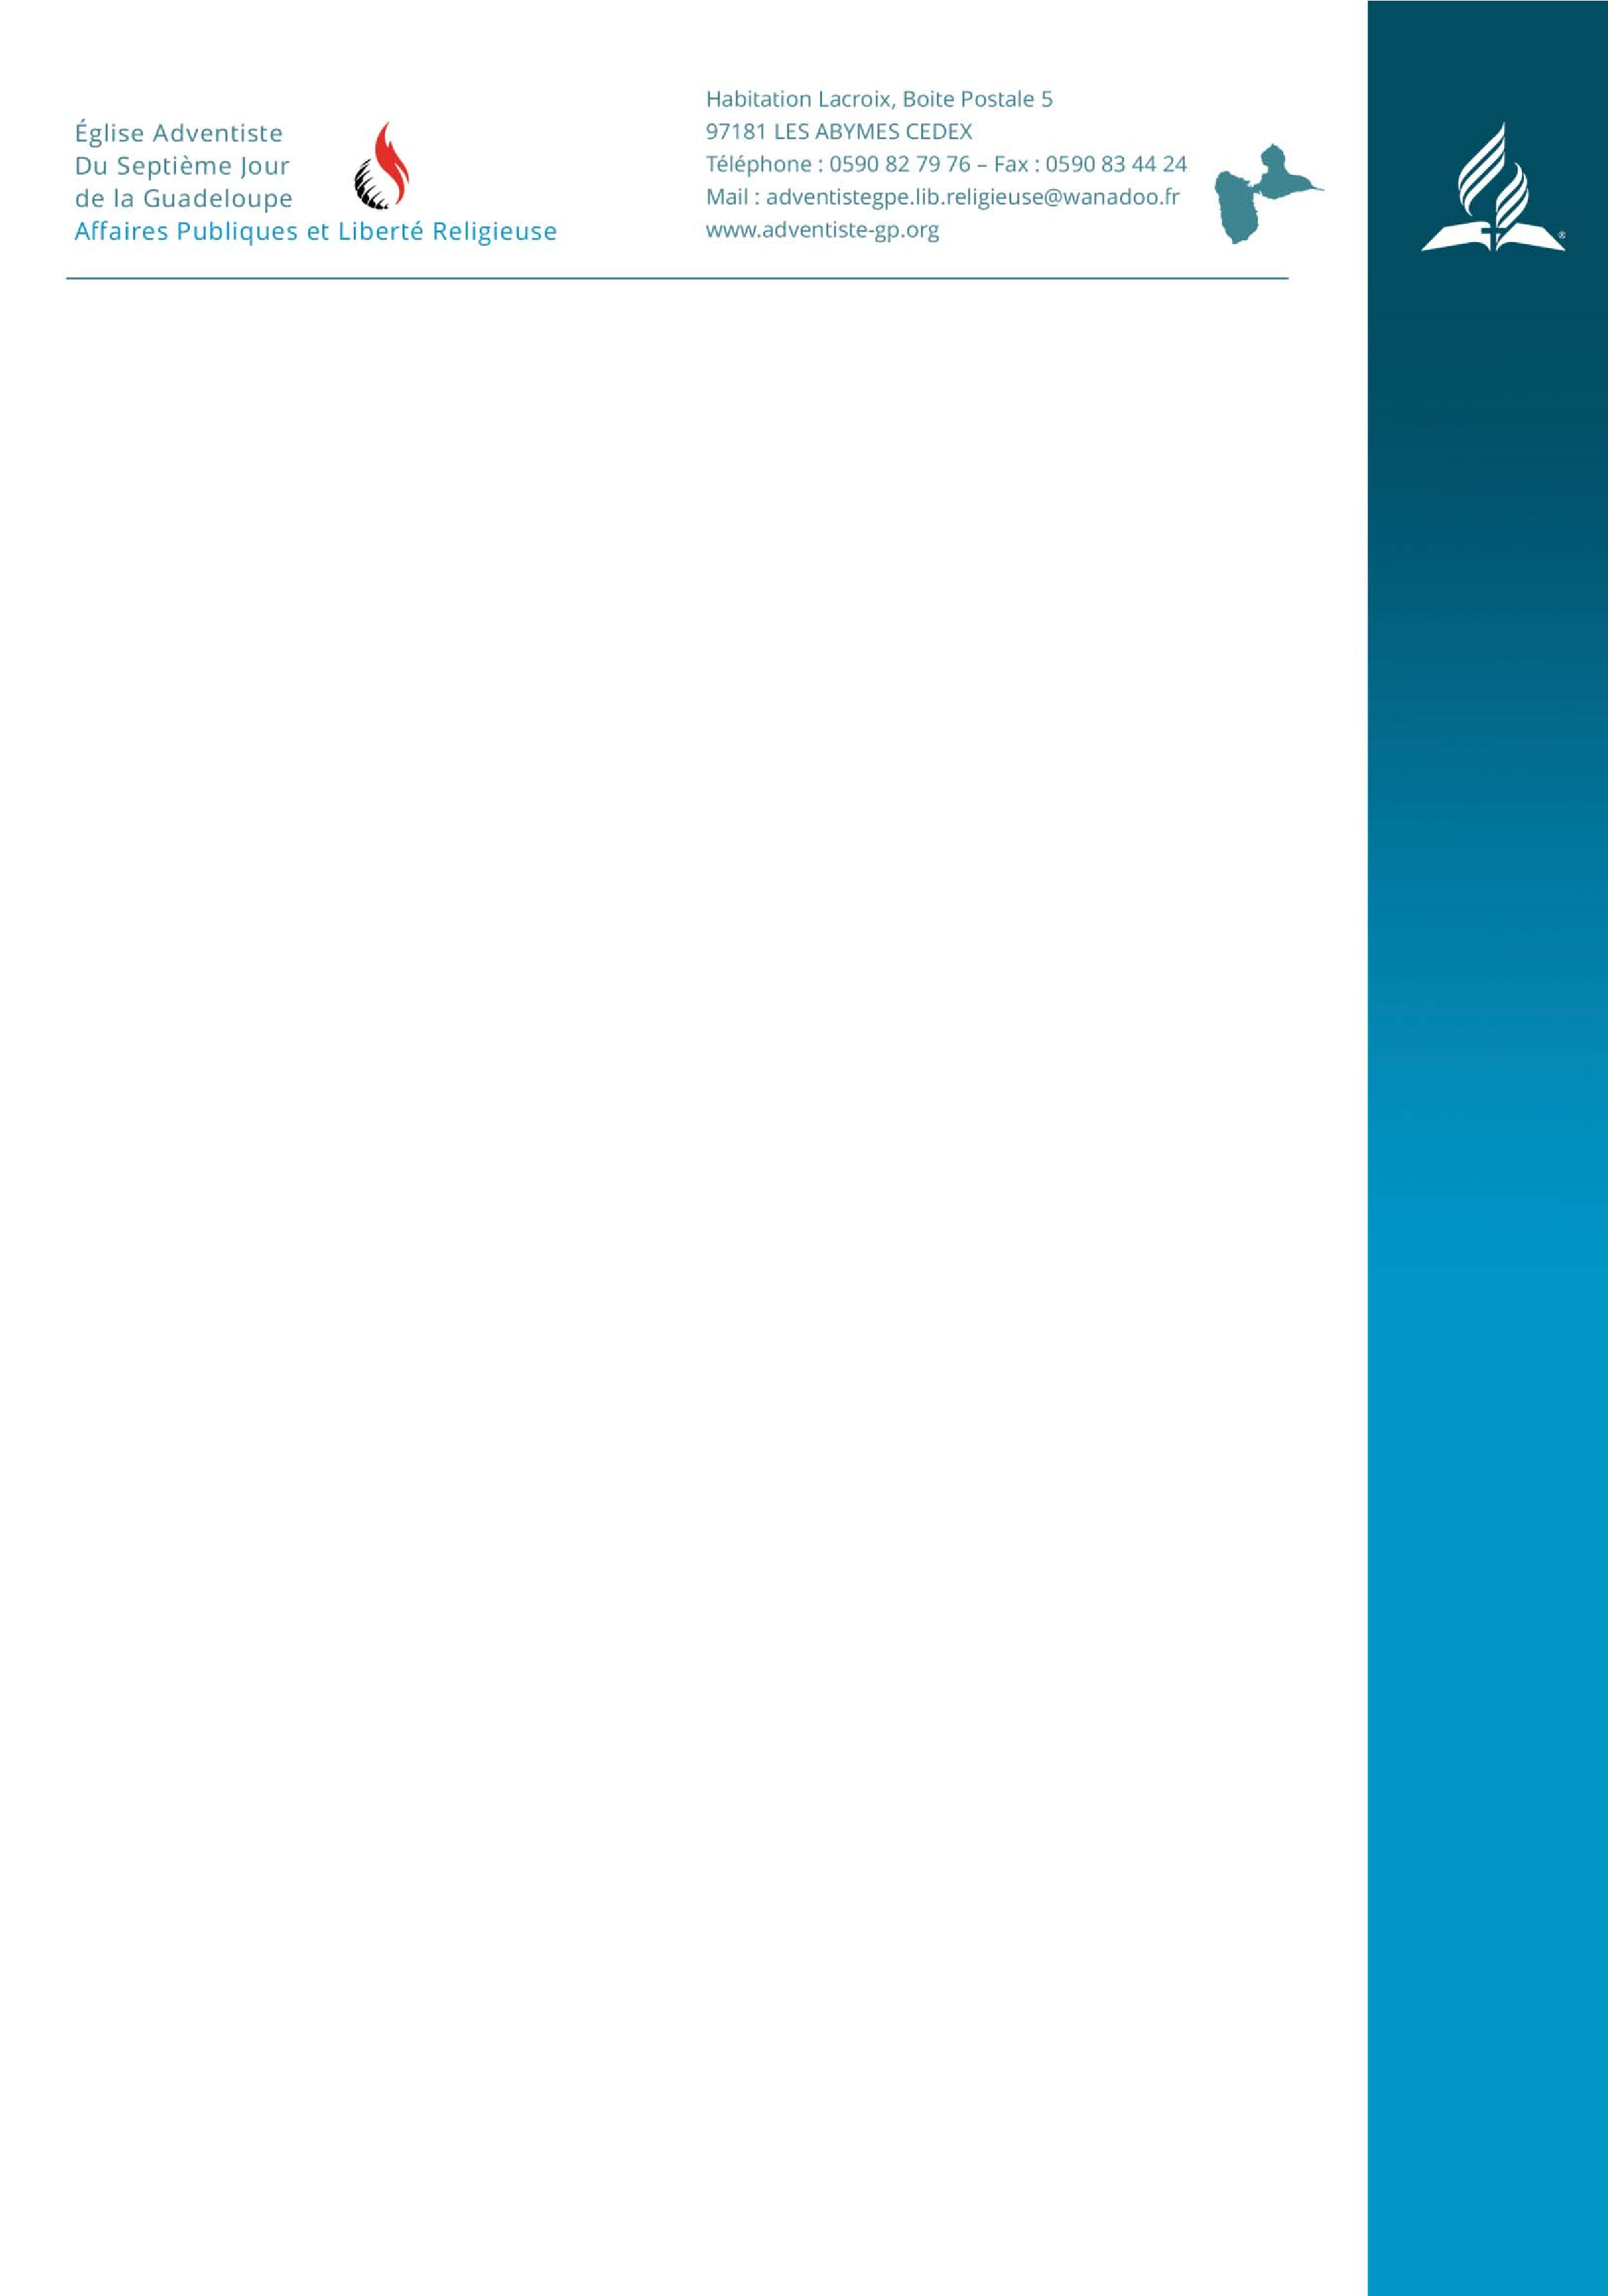 Église Adventiste
Du Septième Jour
de la Guadeloupe
Affaires Publiques et Liberté Religieuse
Habitation Lacroix, Boite Postale 5
97181 LES ABYMES CEDEX
Téléphone : 0590 82 79 76 – Fax : 0590 83 44 24
Mail : adventistegpe.lib.religieuse@wanadoo.fr
www.adventiste-gp.org
®